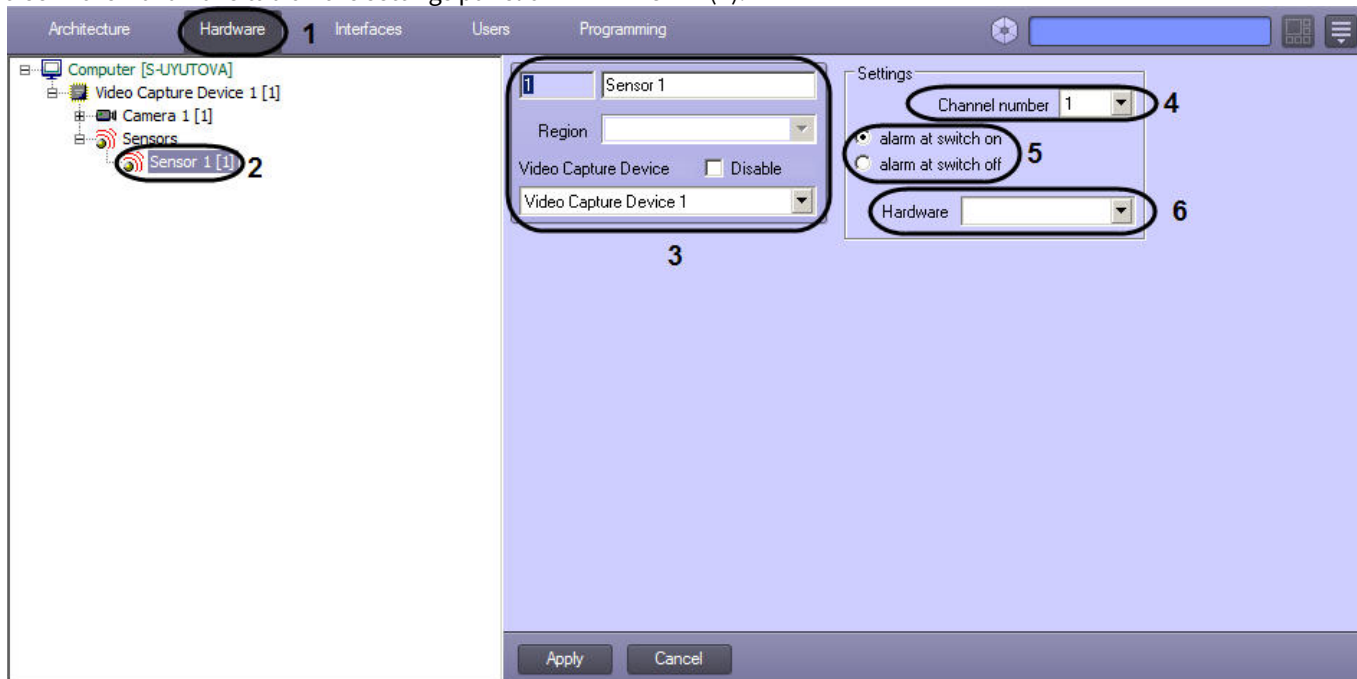 Architecture Hardware 1 Interfaces Users Programming
Computer [S-UYUTOVA]
Video Capture Device 1 [1]
Camera 1 [1]
Sensors
Sensor 1 [1] 2
1 Sensor 1
Region
Video Capture Device Disable
Video Capture Device 1
3
Settings
Channel number 1 4
alarm at switch on
alarm at switch off 5
Hardware 6
Apply Cancel